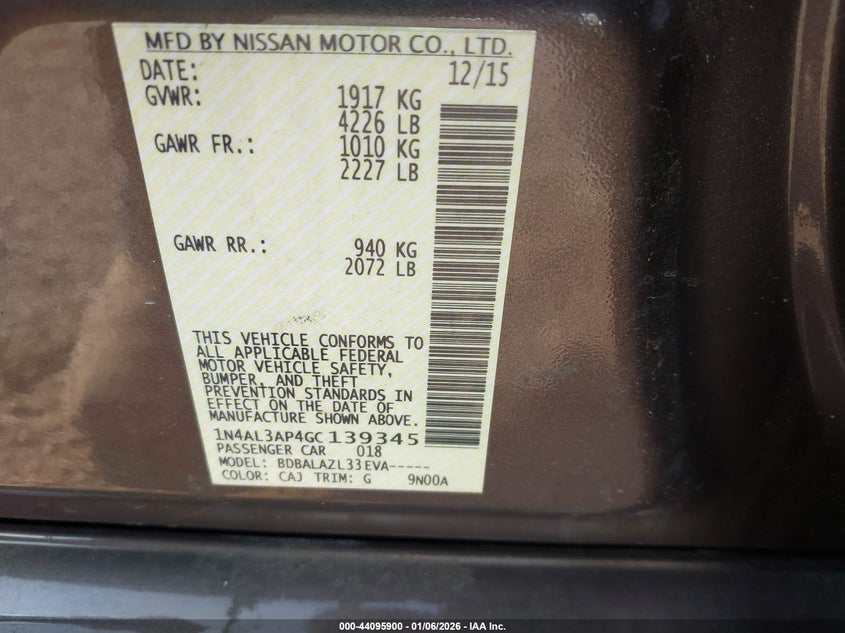 MFD BY NISSAN MOTOR CO., LTD.
DATE: 12/15
GVWR: 1917 KG
4226 LB
GAWR FR.: 1010 KG
2227 LB
GAWR RR.: 940 KG
2072 LB
THIS VEHICLE CONFORMS TO
ALL APPLICABLE FEDERAL
MOTOR VEHICLE SAFETY,
BUMPER, AND THEFT
PREVENTION STANDARDS IN
EFFECT ON THE DATE OF
MANUFACTURE SHOWN ABOVE.
1N4AL3AP4GC139345
PASSENGER CAR 018
MODEL: BDBALAZL33EVA-----
COLOR: CAJ TRIM: G 9N00A
000-44095900 - 01/06/2026 - IAA Inc.